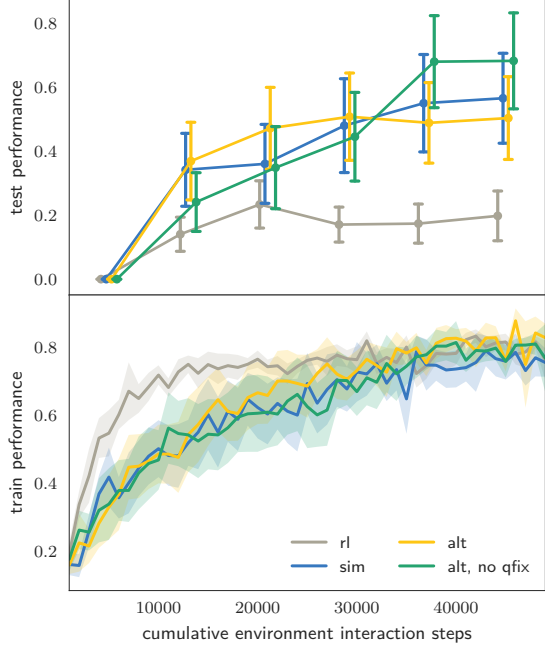 0.8
0.6
0.4
0.2
0.0
test performance
0.8
0.6
0.4
0.2
train performance
rl
sim
alt
alt, no qfix
10000 20000 30000 40000
cumulative environment interaction steps